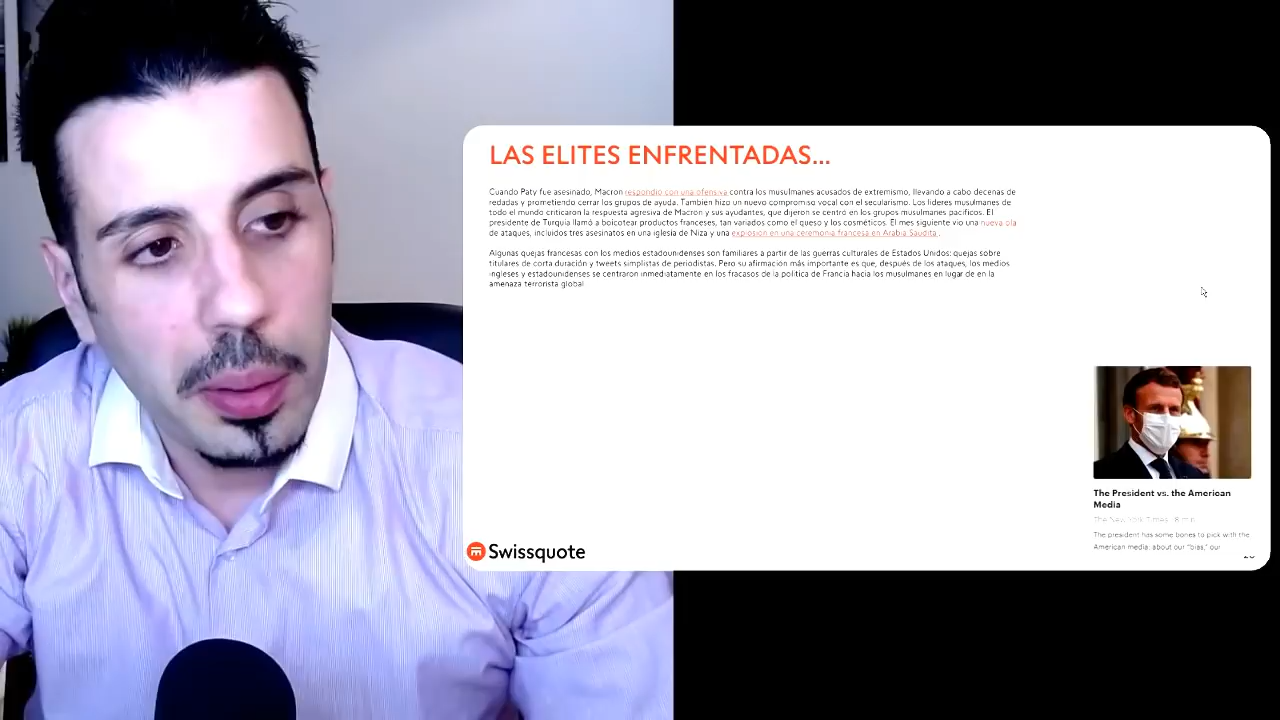 LAS ELITES ENFRENTADAS...
Cuando Paty fue asesinado, Macron respondió con una ofensiva contra los musulmanes acusados de extremismo, llevando a cabo decenas de
redadas y prometiendo cerrar los grupos de ayuda. También hizo un nuevo compromiso vocal con el secularismo. Los líderes musulmanes de
todo el mundo criticaron la respuesta agresiva de Macron y sus ayudantes, que dijeron se centró en los grupos musulmanes pacíficos. El
presidente de Turquía llamó a boicotear productos franceses, tan variados como el queso y los cosméticos. El mes siguiente vio una nueva ola
de ataques, incluidos tres asesinatos en una iglesia de Niza y una explosión en una ceremonia francesa en Arabia Saudita .
Algunas quejas francesas con los medios estadounidenses son familiares a partir de las guerras culturales de Estados Unidos: quejas sobre
titulares de corta duración y tweets simplistas de periodistas. Pero su afirmación más importante es que, después de los ataques, los medios
ingleses y estadounidenses se centraron inmediatamente en los fracasos de la política de Francia hacia los musulmanes en lugar de en la
amenaza terrorista global.
The President vs. the American
Media
The New York Times · 8 min
The president has some bones to pick with the
American media: about our "bias," our
Swissquote